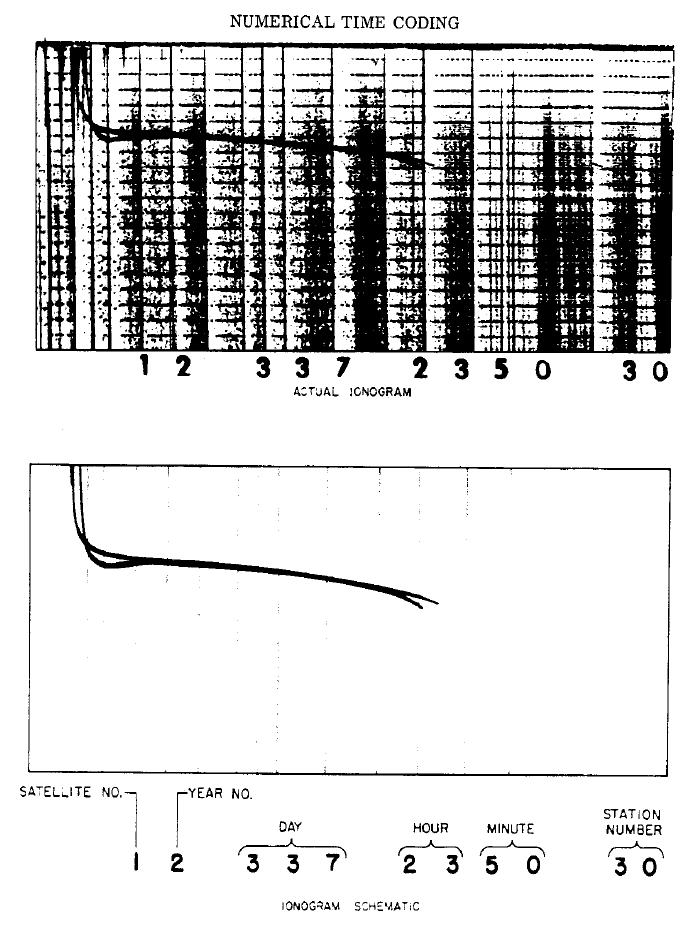 NUMERICAL TIME CODING
1 2 3 3 7 2 3 5 0 3 0
ACTUAL IONOGRAM
SATELLITE NO.
YEAR NO.
DAY
HOUR
MINUTE
STATION
NUMBER
1 2 3 3 7 2 3 5 0 3 0
IONOGRAM SCHEMATIC